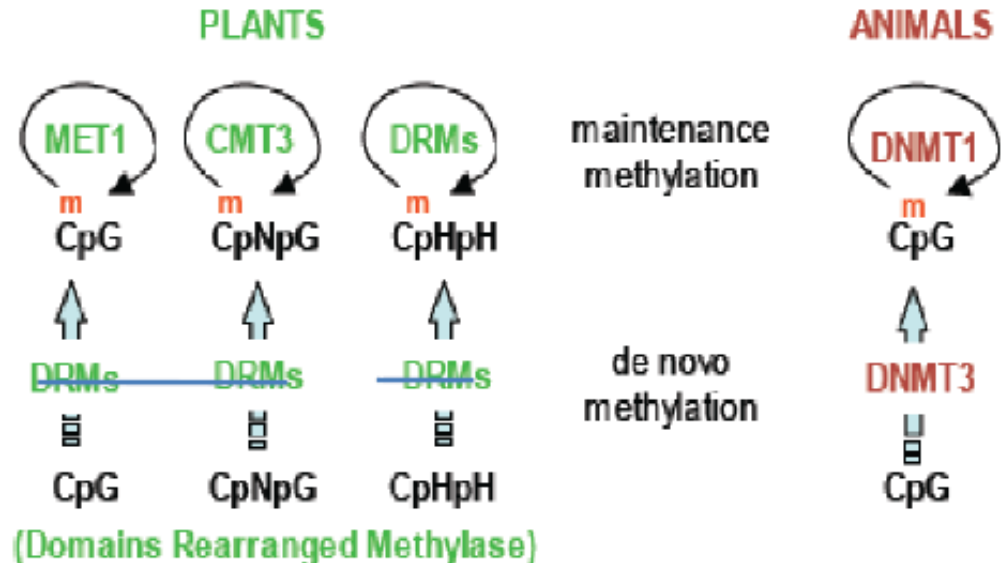 PLANTS ANIMALS
MET1 CMT3 DRMs maintenance methylation DNMT1
m m m m
CpG CpNpG CpHpH CpG
DRMs DRMs DRMs de novo methylation DNMT3
CpG CpNpG CpHpH CpG
(Domains Rearranged Methylase)